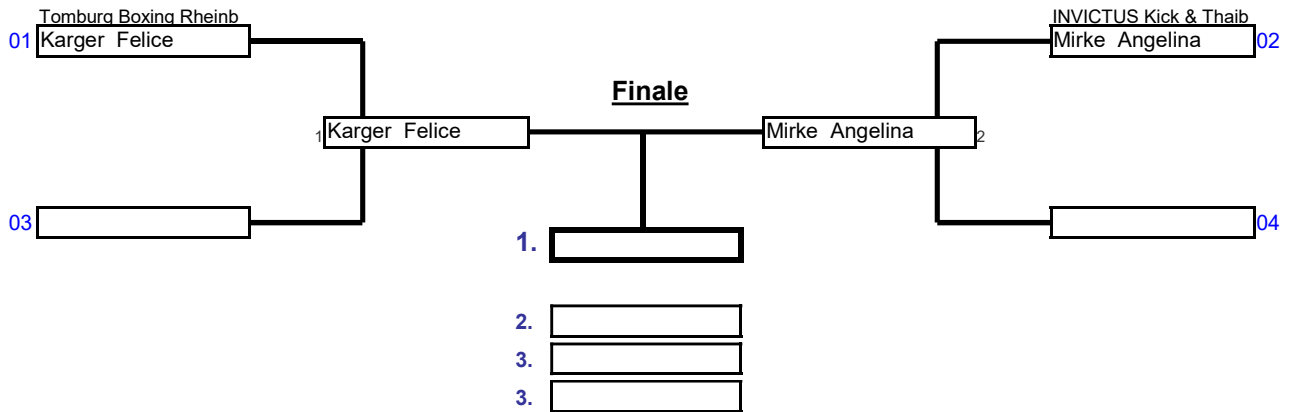 Tomburg Boxing Rheinb
INVICTUS Kick & Thaib
01 Karger Felice
Mirke Angelina 02
Finale
1 Karger Felice
Mirke Angelina 2
03
04
1.
2.
3.
3.